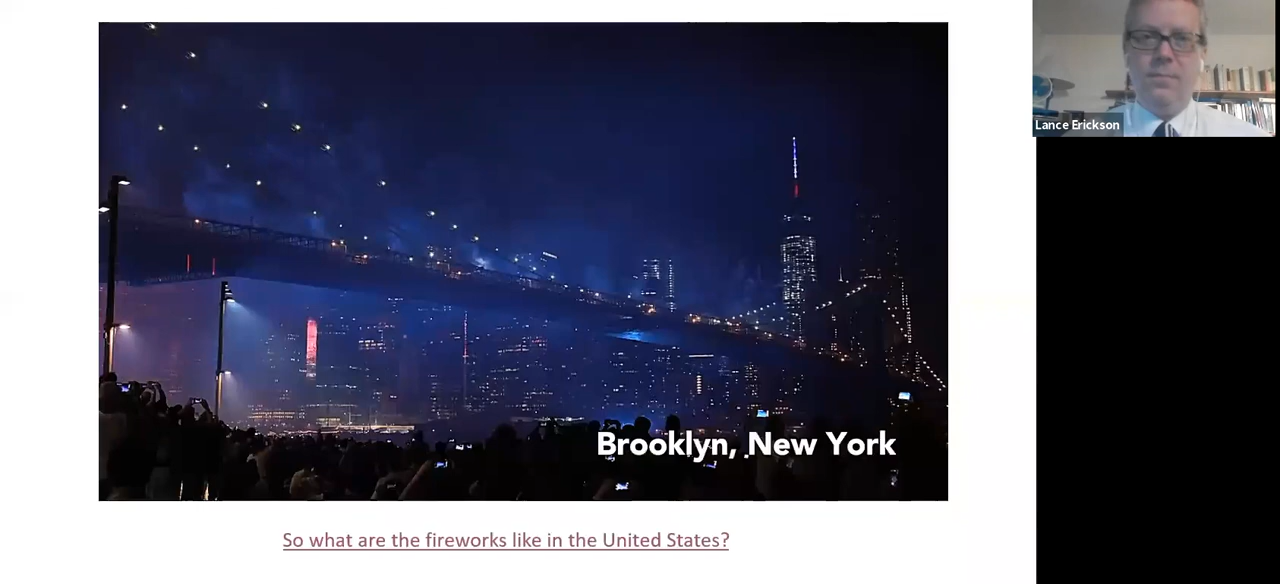 Lance Erickson
Brooklyn, New York
So what are the fireworks like in the United States?